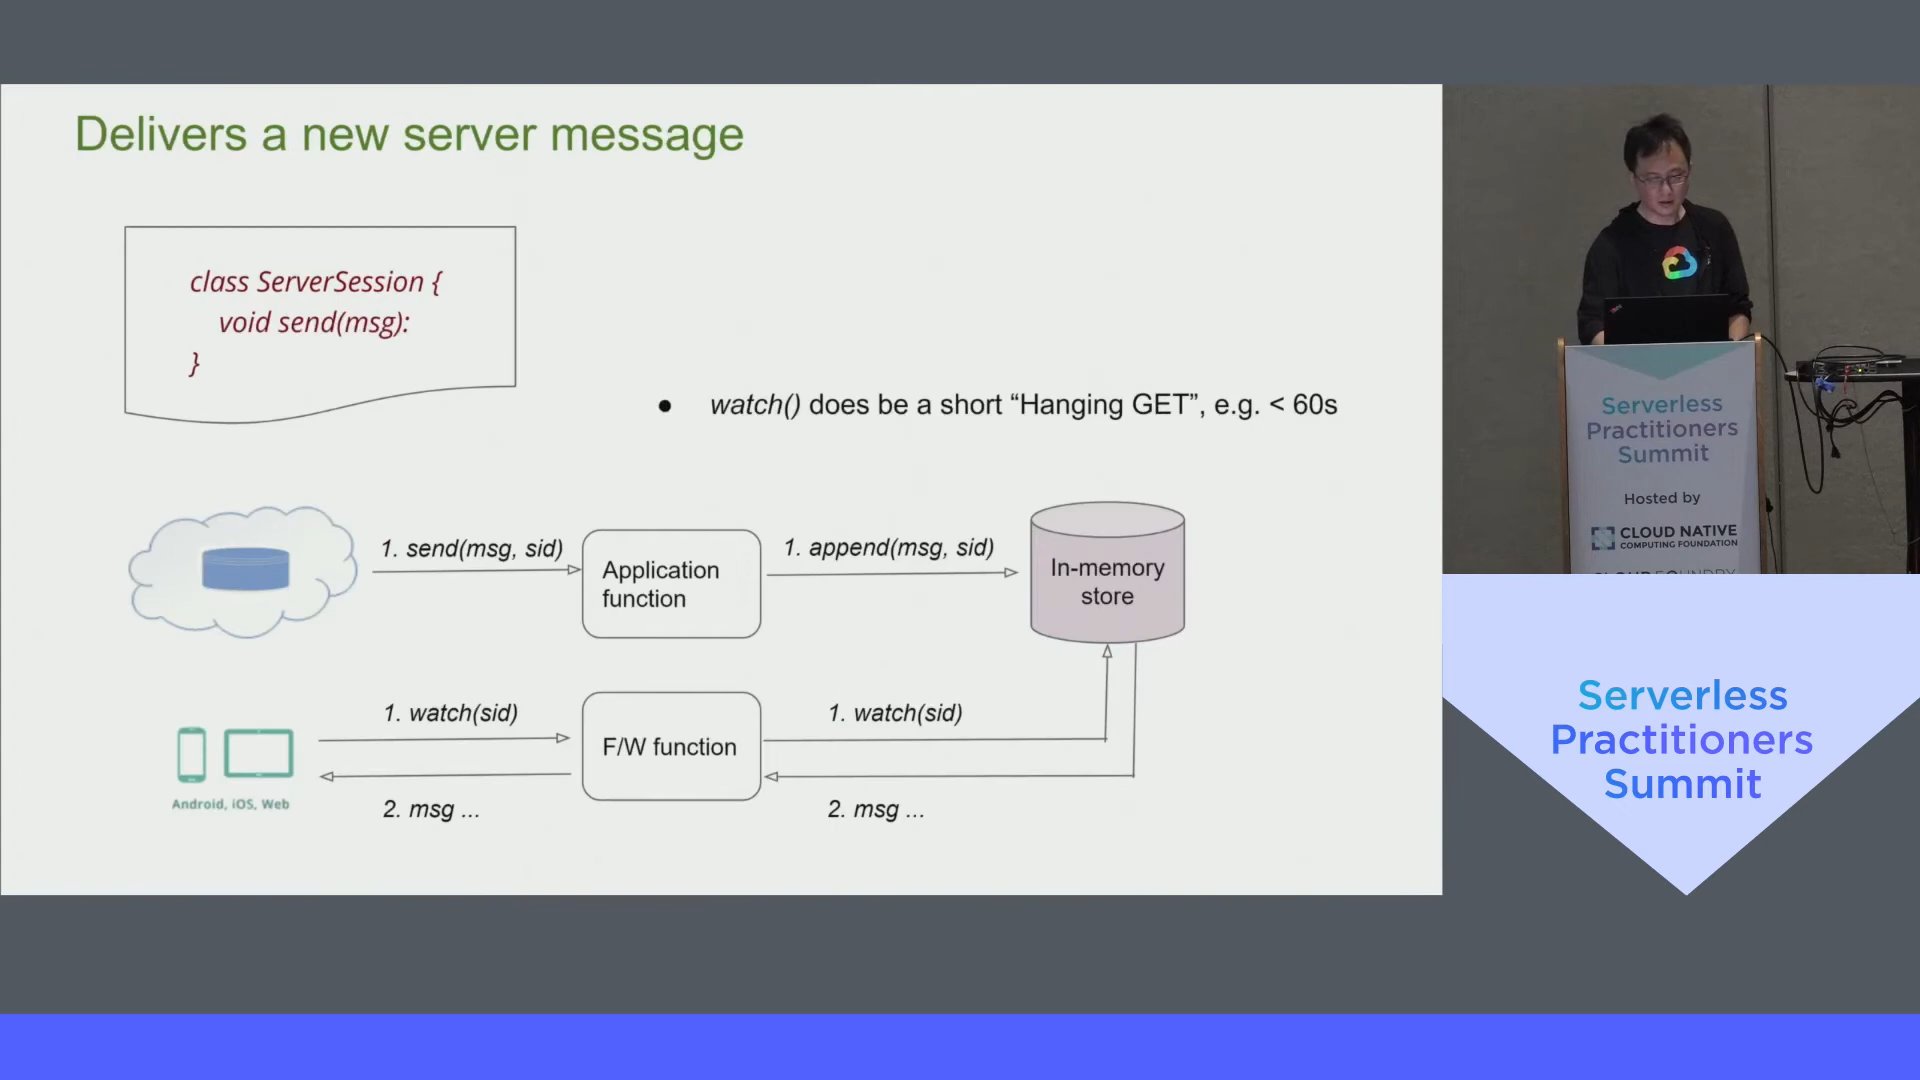 Delivers a new server message
class ServerSession {
void send(msg):
}
● watch() does be a short “Hanging GET”, e.g. < 60s
1. send(msg, sid)
Application
function
1. append(msg, sid)
In-memory
store
1. watch(sid)
F/W function
1. watch(sid)
Android, iOS, Web
2. msg ...
2. msg ...
Serverless
Practitioners
Summit
Hosted by
CLOUD NATIVE
COMPUTING FOUNDATION
Serverless
Practitioners
Summit